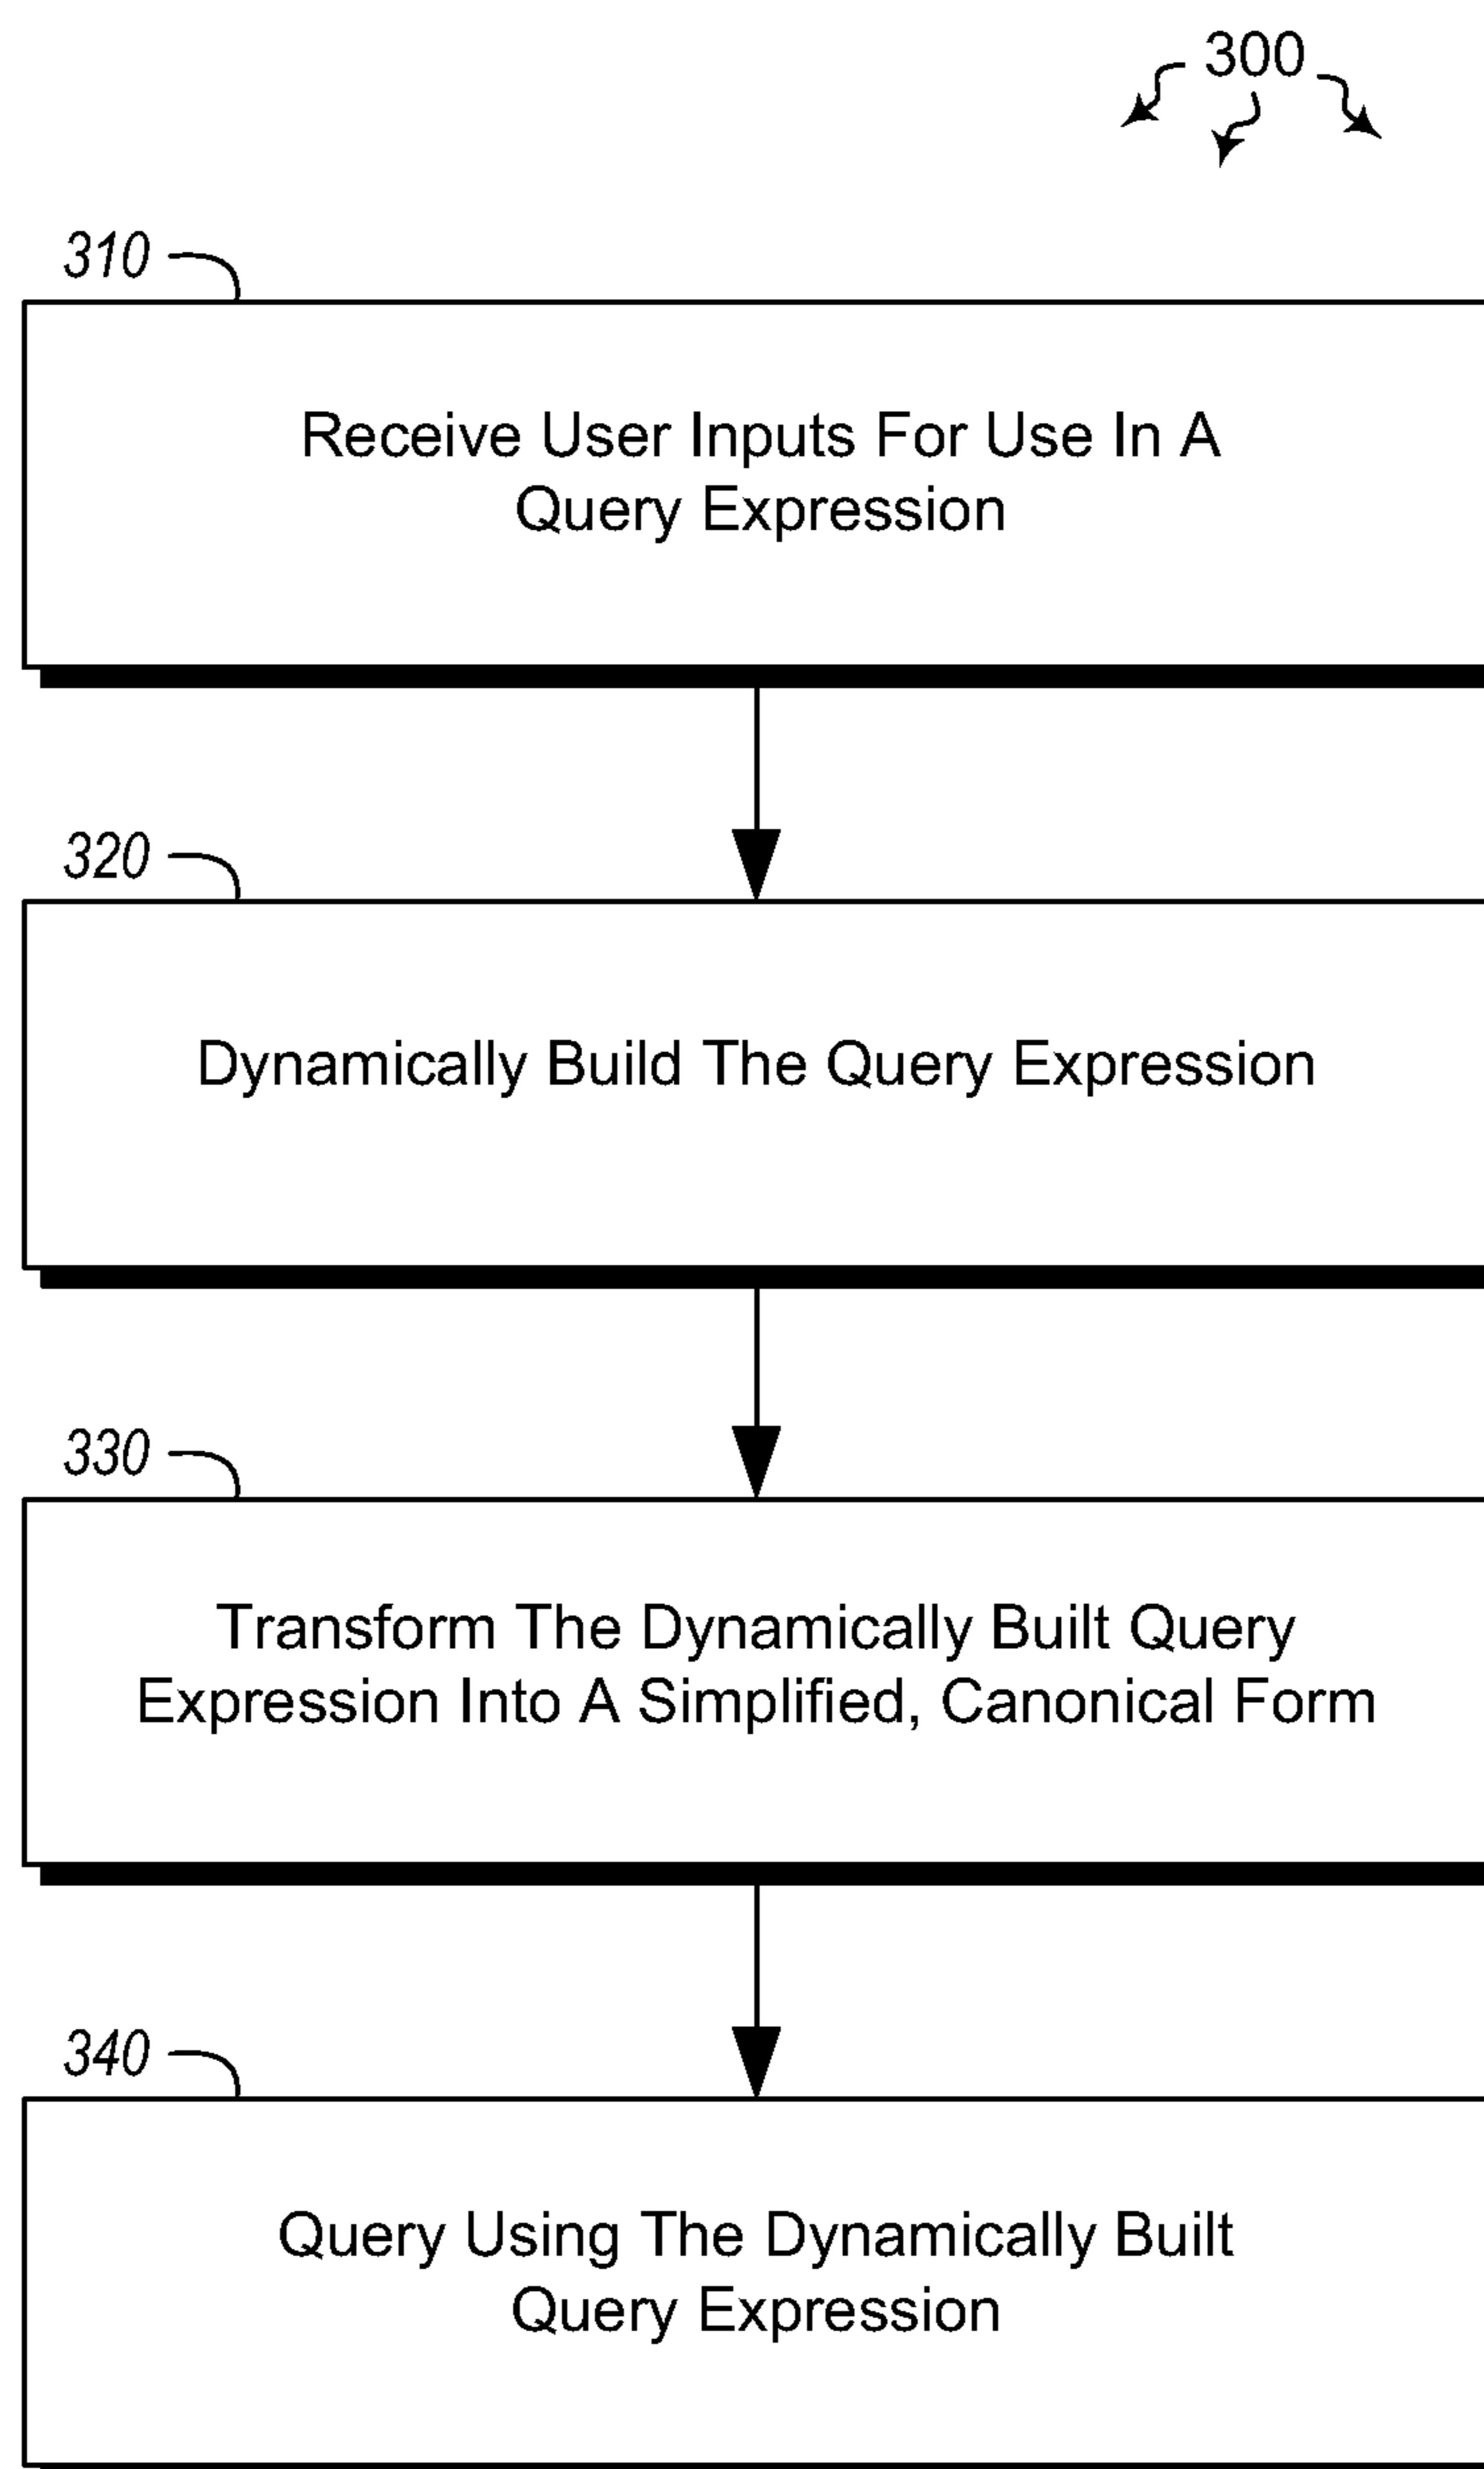 300
310
Receive User Inputs For Use In A
Query Expression
320
Dynamically Build The Query Expression
330
Transform The Dynamically Built Query
Expression Into A Simplified, Canonical Form
340
Query Using The Dynamically Built
Query Expression